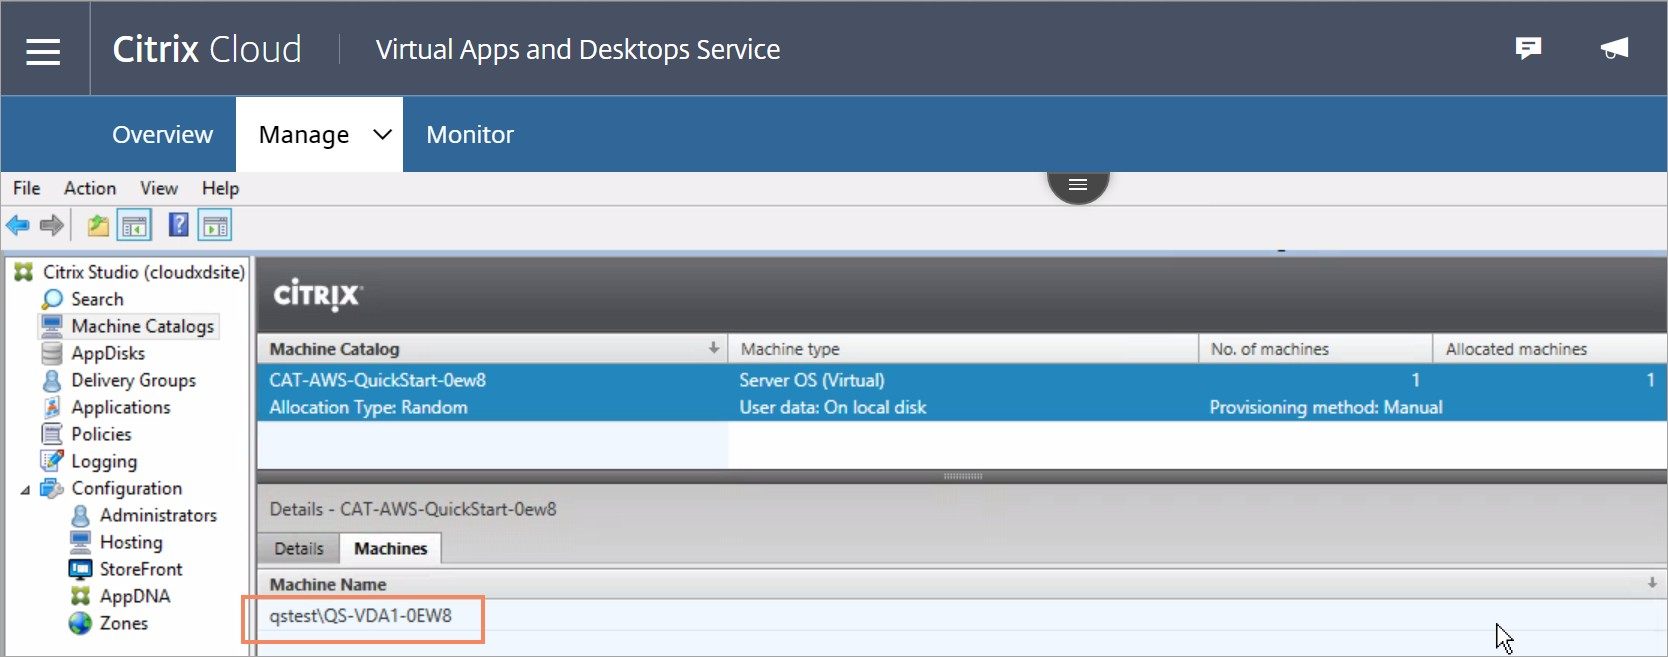 Citrix Cloud Virtual Apps and Desktops Service
Overview Manage Monitor
File Action View Help
Citrix Studio (cloudxdsite)
Search
Machine Catalogs
AppDisks
Delivery Groups
Applications
Policies
Logging
Configuration
Administrators
Hosting
StoreFront
AppDNA
Zones
CITRIX
Machine Catalog Machine type No. of machines Allocated machines
CAT-AWS-QuickStart-0ew8 Server OS (Virtual) 1 1
Allocation Type: Random User data: On local disk Provisioning method: Manual
Details - CAT-AWS-QuickStart-0ew8
Details Machines
Machine Name
qstest\QS-VDA1-0EW8